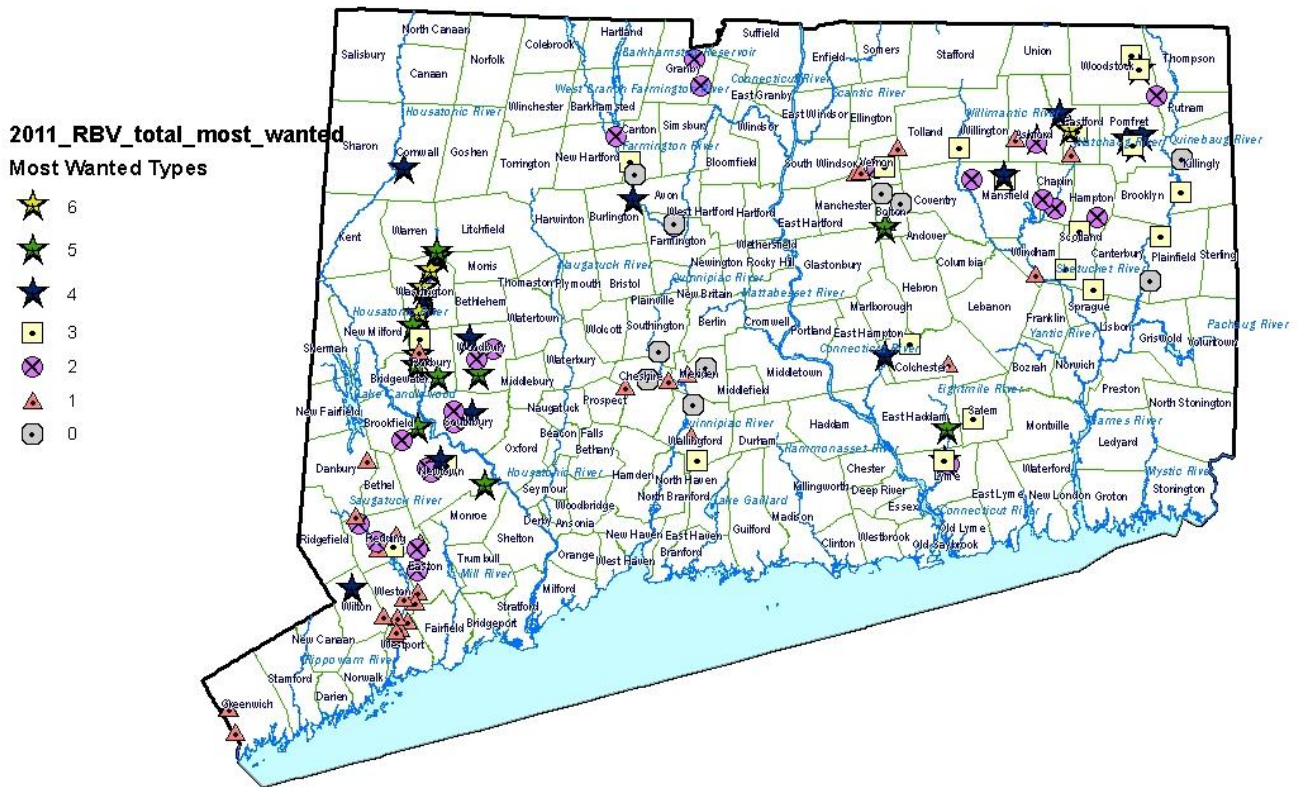 2011_RBV_total_most_wanted
Most Wanted Types
6
5
4
3
2
1
0
North Canaan
Hartland
Suffield
Salisbury
Colebrook
Barkhamsted Reservoir
Enfield
Somers
Stafford
Union
Norfolk
Canaan
Granby
Woodstock
Thompson
Connecticut River
West Branch Farmington River
East Granby
Scantic River
Housatonic River
Winchester
Barkhamsted
Windsor
East Windsor
Ellington
Willimantic River
Putnam
Simsbury
Canton
Tolland
Willington
Ashford
Eastford
Pomfret
Quinebaug River
Sharon
Cornwall
Goshen
Torrington
New Hartford
Farmington River
Bloomfield
South Windsor
Vernon
Killingly
Avon
Burlington
West Hartford
Hartford
Manchester
East Hartford
Bolton
Coventry
Mansfield
Chaplin
Hampton
Brooklyn
Harwinton
Kent
Warren
Litchfield
Farmington
Wethersfield
Andover
Columbia
Windham
Scotland
Canterbury
Plainfield
Sterling
Morris
Naugatuck River
Newington
Rocky Hill
Glastonbury
Shetucket River
Thomaston
Plymouth
Bristol
Quinnipiac River
Hebron
Washington
Bethlehem
Plainville
New Britain
Mattabesset River
Marlborough
Lebanon
Sprague
Housatonic River
Watertown
Wolcott
Southington
Berlin
Cromwell
Portland
East Hampton
Franklin
Lisbon
Yantic River
Griswold
Voluntown
Pachaug River
New Milford
Woodbury
Sherman
Roxbury
Waterbury
Connecticut River
Colchester
Bozrah
Norwich
Bridgewater
Middlebury
Cheshire
Meriden
Middletown
Middlefield
Eightmile River
Preston
Lake Candlewood
Prospect
North Stonington
New Fairfield
Naugatuck
East Haddam
Salem
Brookfield
Southbury
Beacon Falls
Wallingford
Durham
Haddam
Montville
Ledyard
Oxford
Bethany
Hammonasset River
Danbury
Newtown
Housatonic River
Hamden
North Haven
Chester
Lyme
Waterford
Mystic River
Bethel
Seymour
Killingworth
Deep River
Stonington
Saugatuck River
Woodbridge
North Branford
Lake Gaillard
Essex
East Lyme
New London
Groton
Monroe
Derby
Ansonia
Madison
Connecticut River
Ridgefield
Redding
Shelton
New Haven
East Haven
Guilford
Old Lyme
Orange
West Haven
Branford
Clinton
Westbrook
Old Saybrook
Easton
Trumbull
Mill River
Milford
Wilton
Weston
Stratford
Fairfield
Bridgeport
New Canaan
Westport
Rippowam River
Stamford
Norwalk
Darien
Greenwich